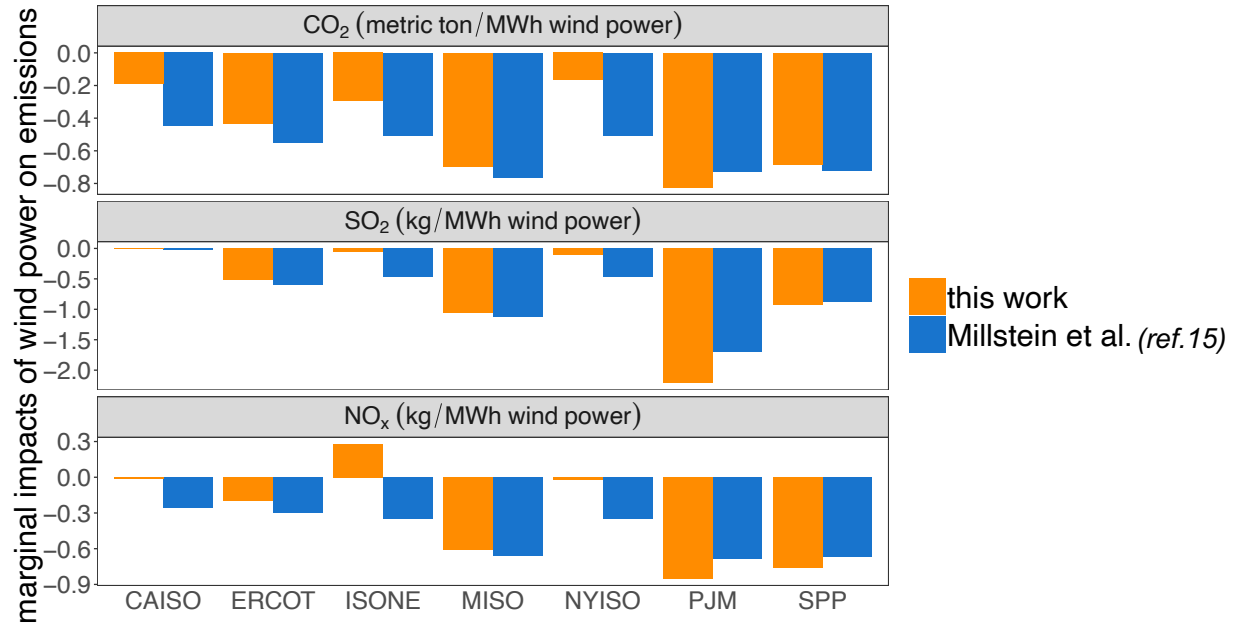 marginal impacts of wind power on emissions
CO₂ (metric ton/MWh wind power)
0.0
−0.2
−0.4
−0.6
−0.8
SO₂ (kg/MWh wind power)
0.0
−0.5
−1.0
−1.5
−2.0
NOₓ (kg/MWh wind power)
0.3
0.0
−0.3
−0.6
−0.9
CAISO ERCOT ISONE MISO NYISO PJM SPP
this work
Millstein et al. (ref.15)